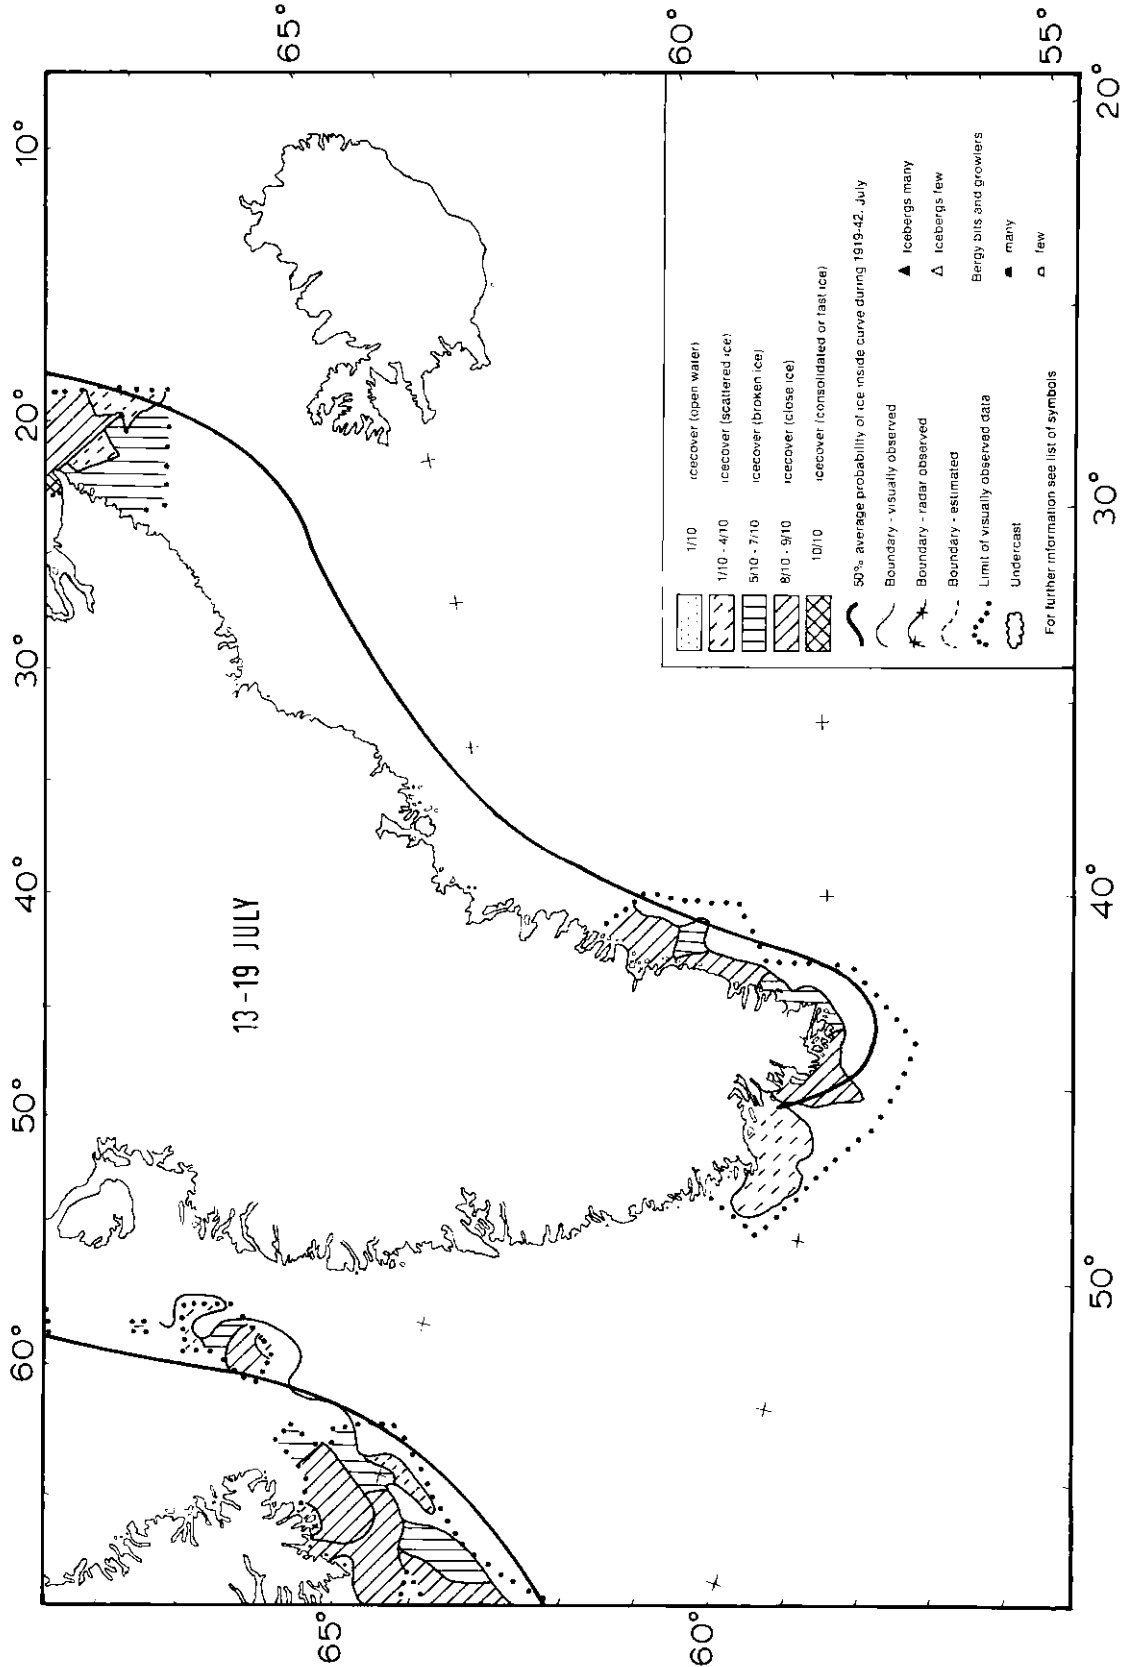 13-19 JULY
60°
50°
40°
30°
20°
10°
65°
60°
55°
65°
60°
50°
40°
30°
20°
1/10 icecover (open water)
1/10 - 4/10 icecover (scattered ice)
5/10 - 7/10 icecover (broken ice)
8/10 - 9/10 icecover (close ice)
10/10 icecover (consolidated or fast ice)
50% average probability of ice inside curve during 1919-42. July
Boundary - visually observed
Boundary - radar observed
Boundary - estimated
Limit of visually observed data
Undercast
Icebergs many
Icebergs few
Bergy bits and growlers
many
few
For further information see list of symbols